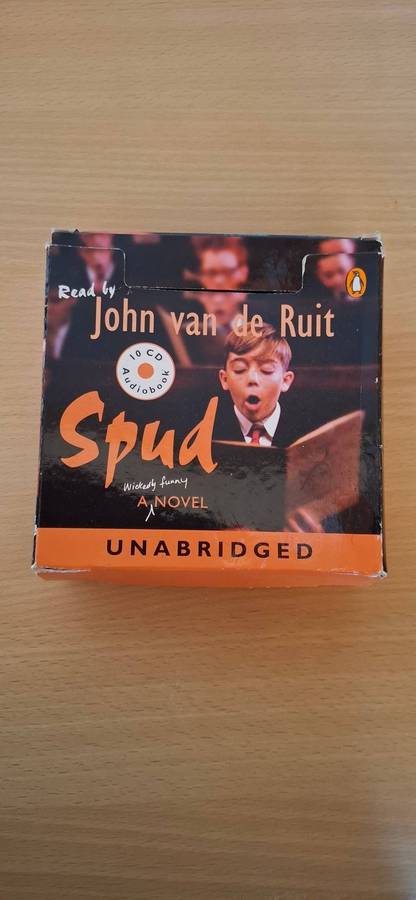 Read by
John van de Ruit
10 CD
Audiobook
Spud
Wickedly funny
A NOVEL
UNABRIDGED